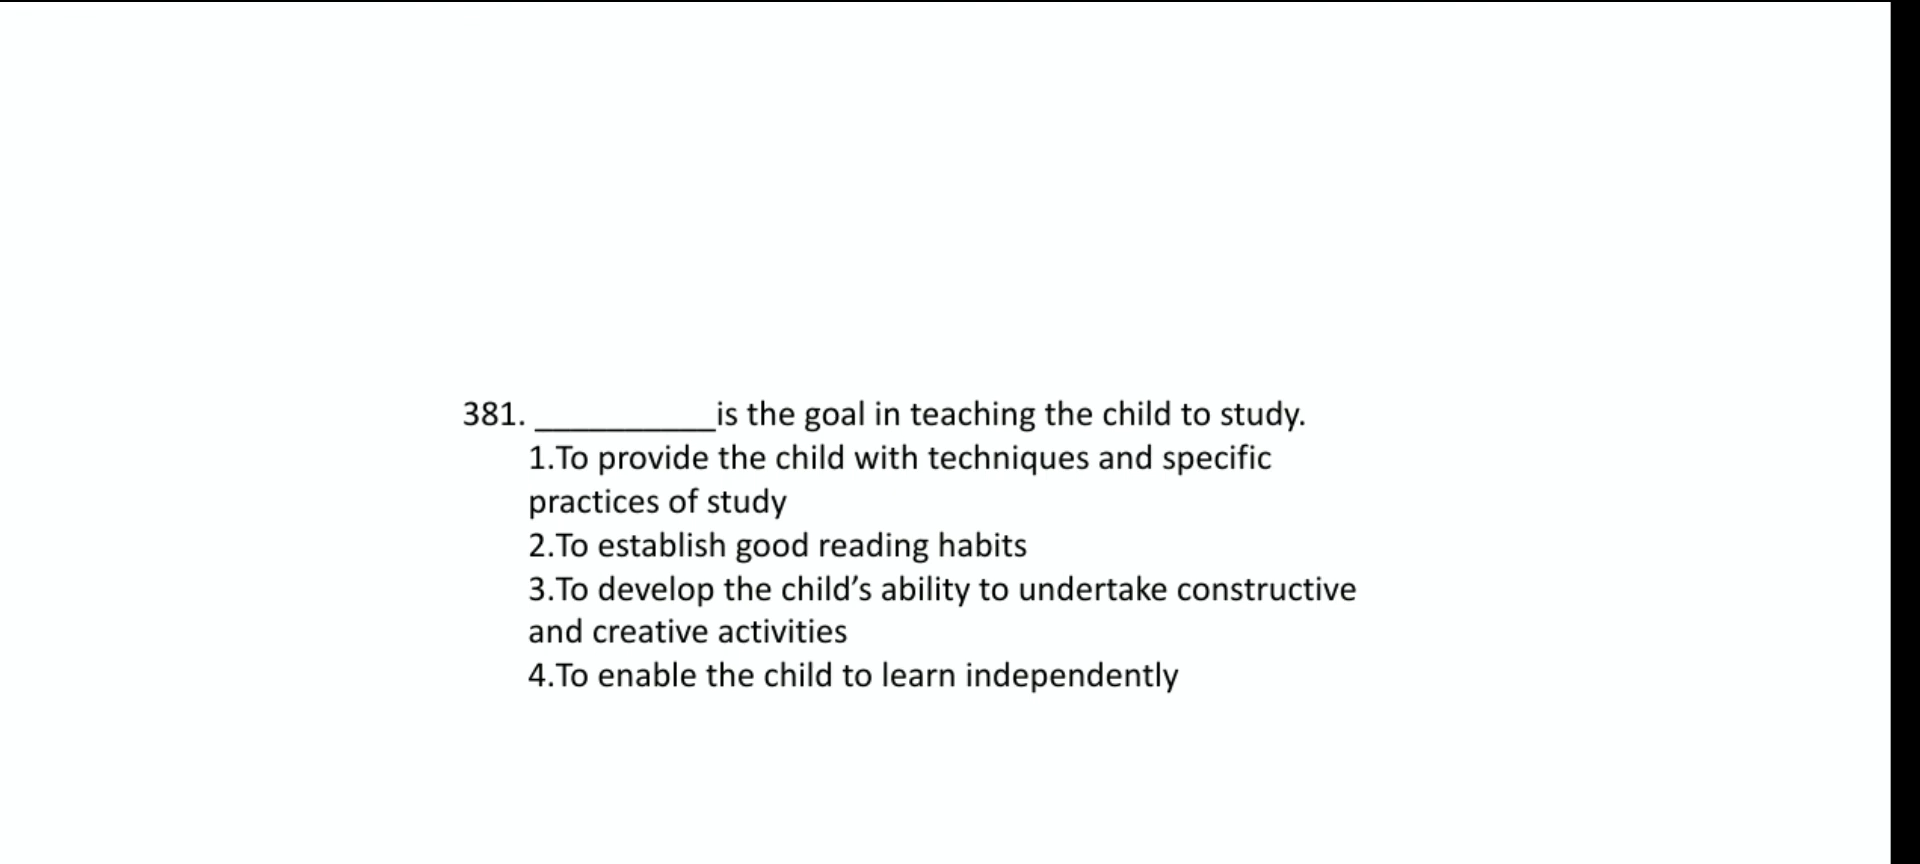 381. __________is the goal in teaching the child to study.
1.To provide the child with techniques and specific
practices of study
2.To establish good reading habits
3.To develop the child’s ability to undertake constructive
and creative activities
4.To enable the child to learn independently